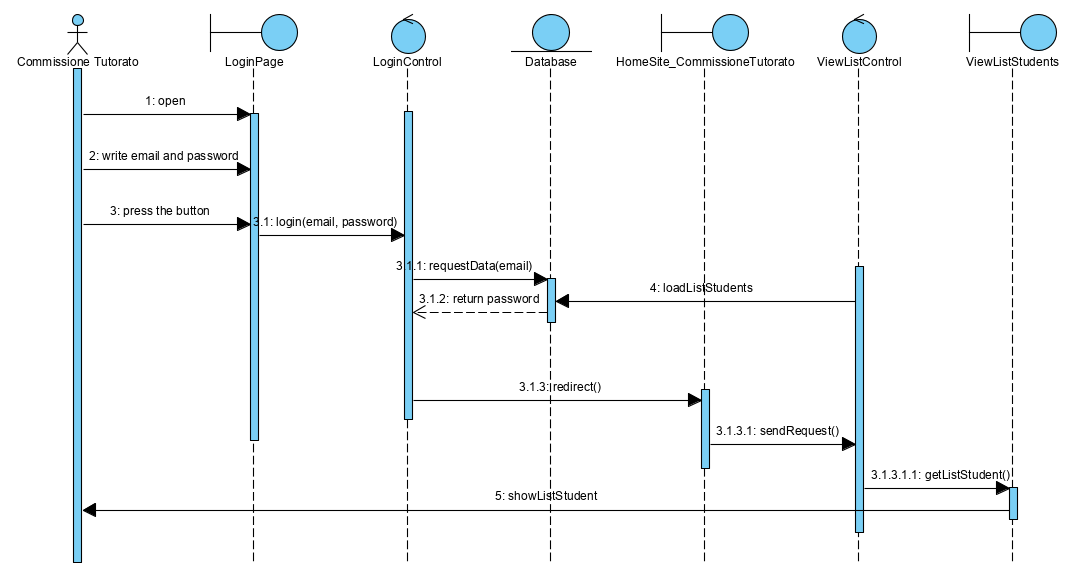 Commissione Tutorato
LoginPage
LoginControl
Database
HomeSite_CommissioneTutorato
ViewListControl
ViewListStudents
1: open
2: write email and password
3: press the button
3.1: login(email, password)
3.1.1: requestData(email)
4: loadListStudents
3.1.2: return password
3.1.3: redirect()
3.1.3.1: sendRequest()
3.1.3.1.1: getListStudent()
5: showListStudent